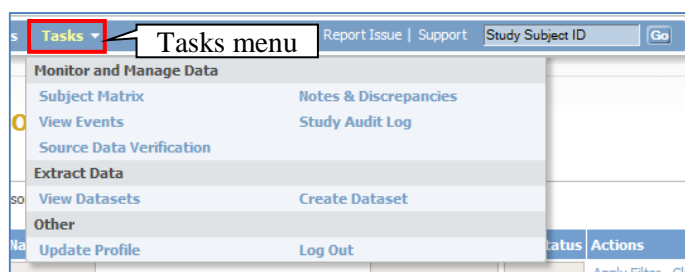 s Tasks Tasks menu Report Issue | Support Study Subject ID Go
Monitor and Manage Data
Subject Matrix Notes & Discrepancies
View Events Study Audit Log
Source Data Verification
Extract Data
View Datasets Create Dataset
Other
Update Profile Log Out
Actions